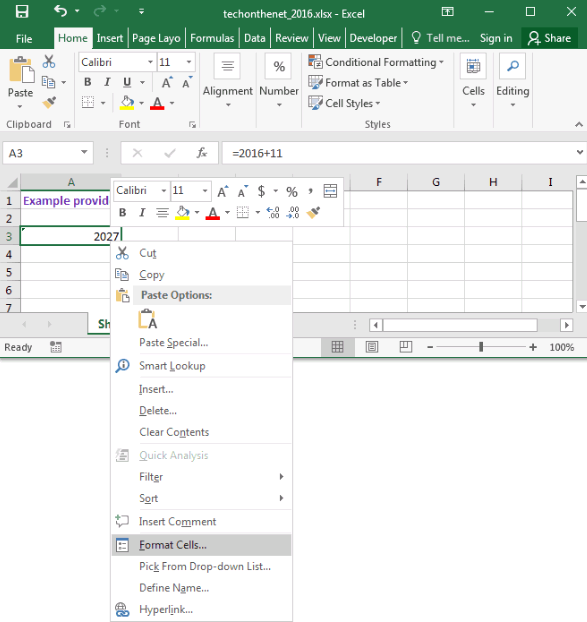 techonthenet_2016.xlsx - Excel
File Home Insert Page Layo Formulas Data Review View Developer Tell me... Sign in Share
Calibri 11
Paste B I U A A Alignment Number % Conditional Formatting
Format as Table
Cell Styles
Cells Editing
Clipboard Font Styles
A3 fx =2016+11
A F G H I
Calibri 11 A A $ % ,
B I A .00 .00
1 Example provid
2
3 2027
4
5
6
7
Sh
Ready 100%
Cut
Copy
Paste Options:
A
Paste Special...
Smart Lookup
Insert...
Delete...
Clear Contents
Quick Analysis
Filter
Sort
Insert Comment
Format Cells...
Pick From Drop-down List...
Define Name...
Hyperlink...